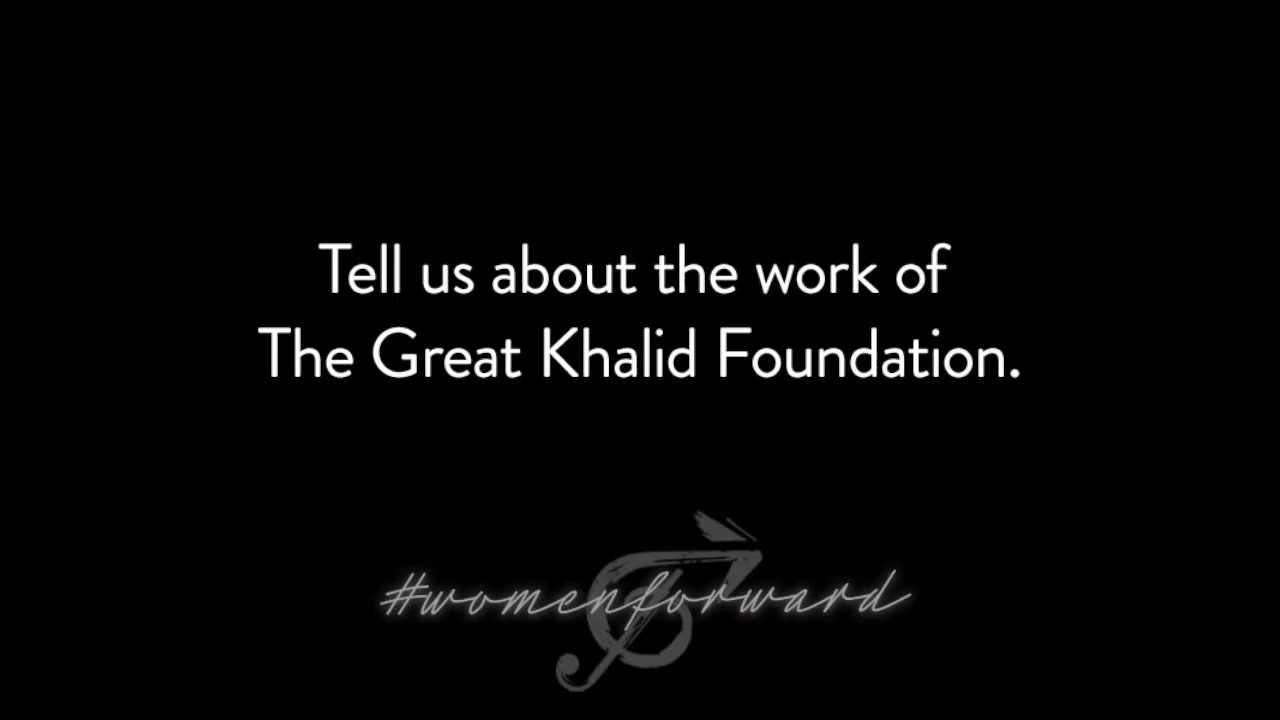 Tell us about the work of
The Great Khalid Foundation.
#womenforward